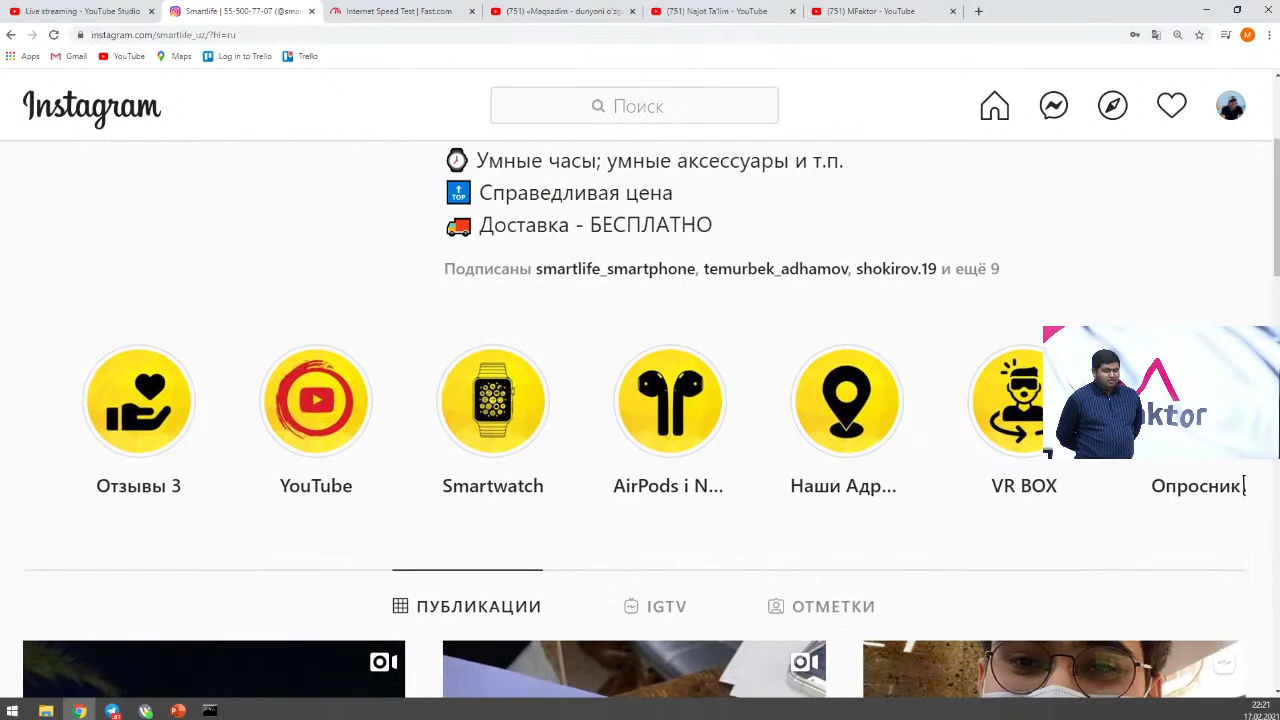 Live streaming - YouTube Studio
Smartlife | 55-500-77-07 (@smar
Internet Speed Test | Fast.com
(751) «Maqsadim - dunyoni o'zg
(751) Najot Ta'lim - YouTube
(751) MFaktor - YouTube
instagram.com/smartlife_uz/?hl=ru
M
Apps
Gmail
YouTube
Maps
Log in to Trello
Trello
Instagram
Поиск
Умные часы; умные аксессуары и т.п.
TOP
Справедливая цена
Доставка - БЕСПЛАТНО
Подписаны smartlife_smartphone, temurbek_adhamov, shokirov.19 и ещё 9
aktor
Отзывы 3
YouTube
Smartwatch
AirPods i N...
Наши Адр...
VR BOX
Опросник
ПУБЛИКАЦИИ
IGTV
ОТМЕТКИ
22:21
17.02.2021